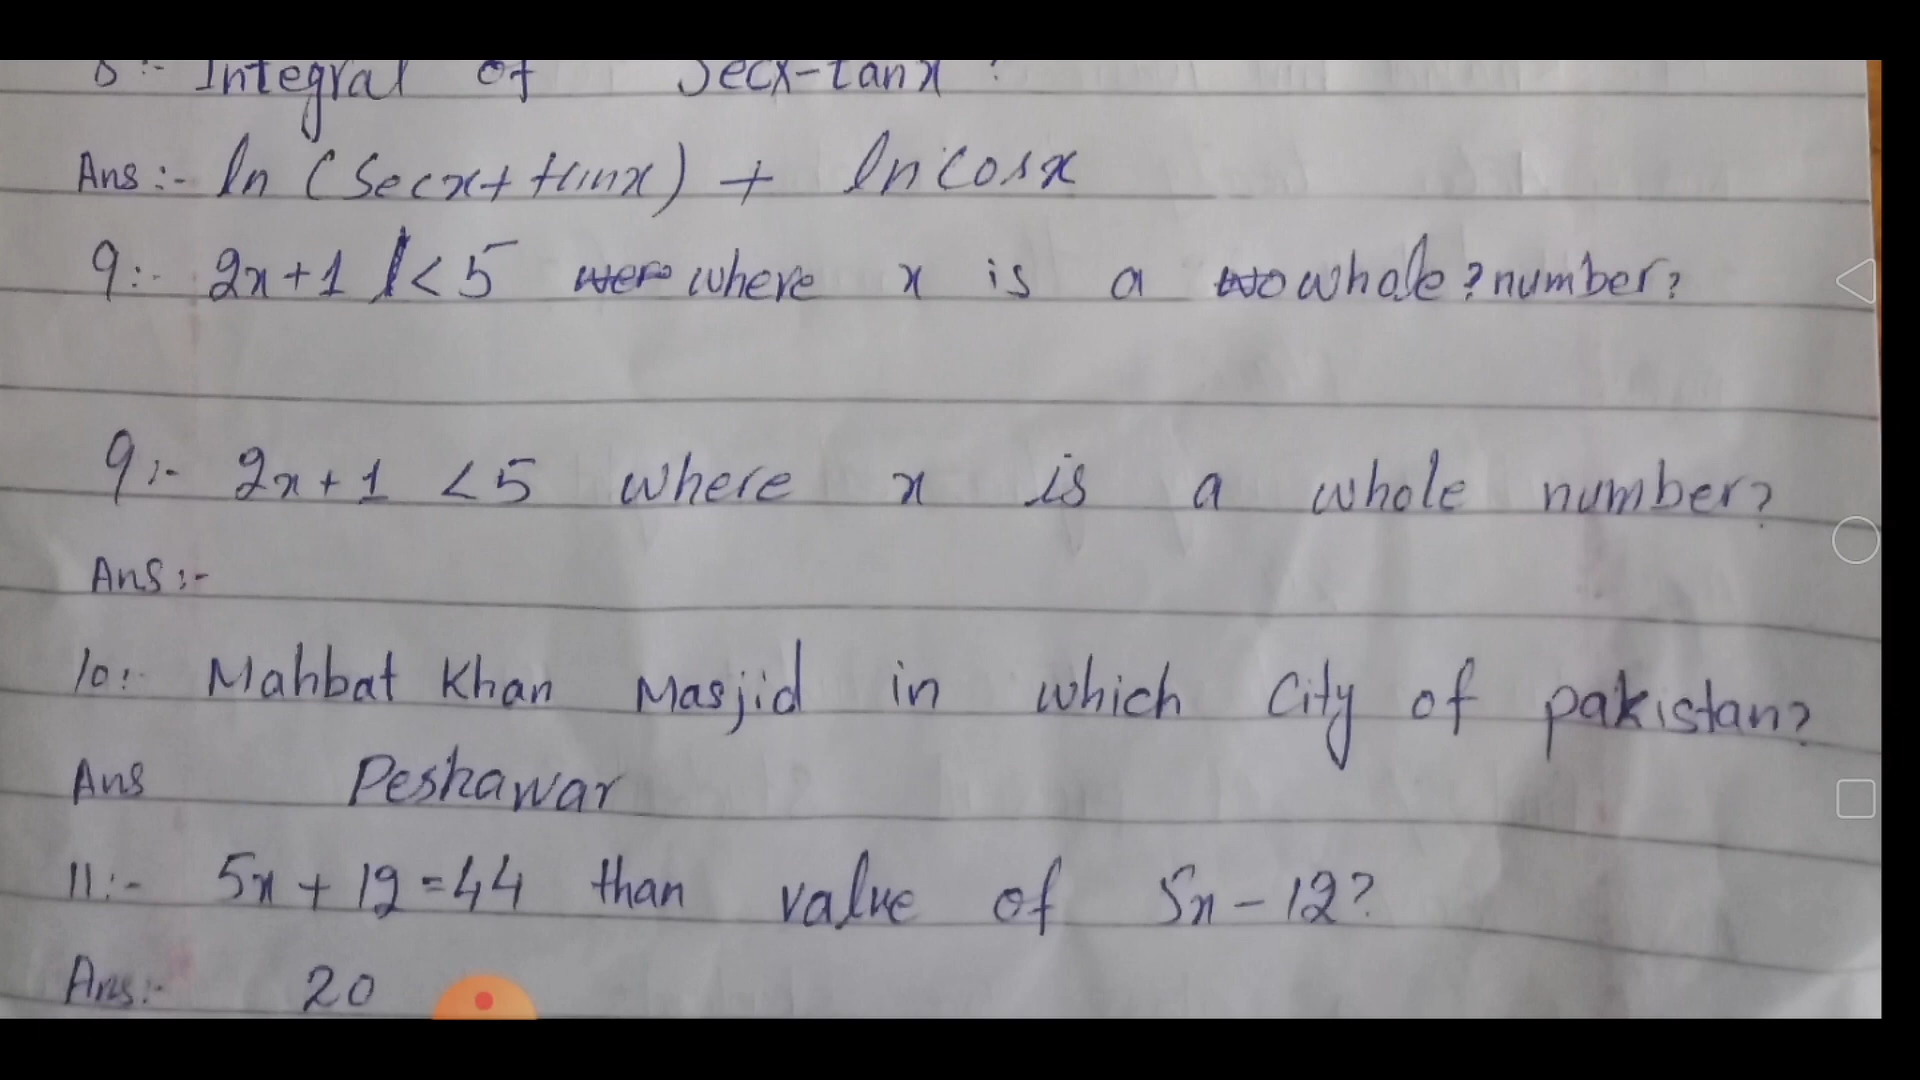 8:- Integral of Secx-tanx?
Ans:- ln (Secx+tanx) + ln Cosx
9:- 2x+1 < 5 where x is a whole? number?
9:- 2x+1 <5 where x is a whole number?
Ans:-
10:- Mahbat Khan Masjid in which City of pakistan?
Ans Peshawar
11:- 5x+12=44 than value of 5x-12?
Ans:- 20